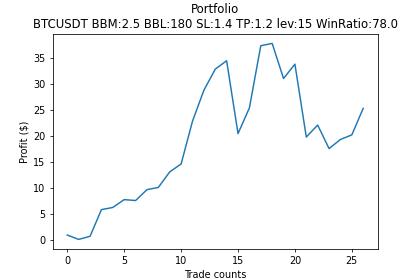 Portfolio
BTCUSDT BBM:2.5 BBL:180 SL:1.4 TP:1.2 lev:15 WinRatio:78.0
Profit ($)
35
30
25
20
15
10
5
0
0 5 10 15 20 25
Trade counts